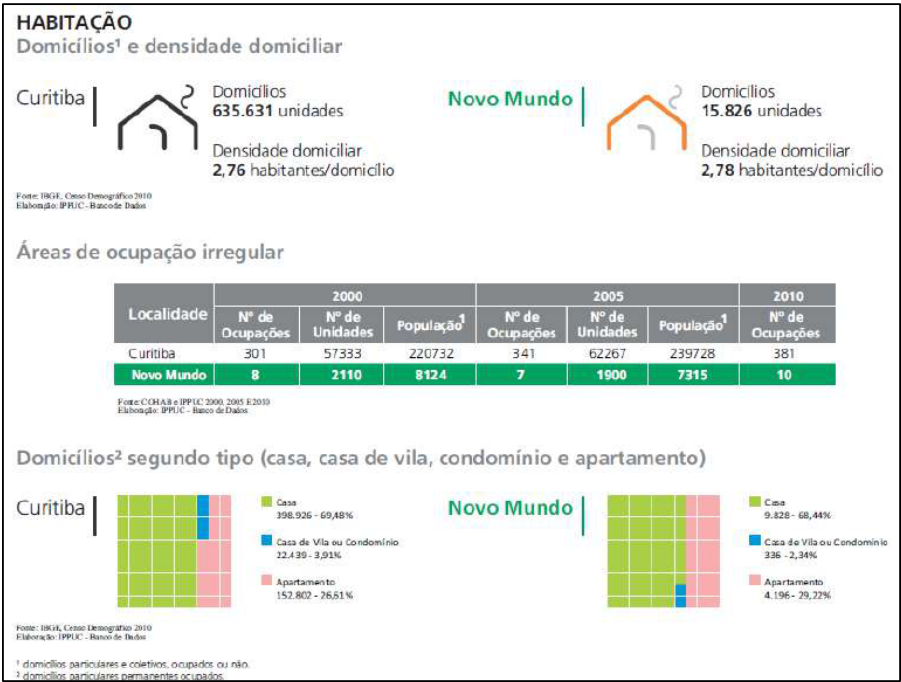 HABITAÇÃO
Domicílios¹ e densidade domiciliar
Curitiba
Domicílios
635.631 unidades
Densidade domiciliar
2,76 habitantes/domicílio
Novo Mundo
Domicílios
15.826 unidades
Densidade domiciliar
2,78 habitantes/domicílio
Fonte: IBGE, Censo Demográfico 2010
Elaboração: IPPUC - Banco de Dados
Áreas de ocupação irregular
Localidade 2000 2005 2010
Nº de Ocupações Nº de Unidades População¹ Nº de Ocupações Nº de Unidades População¹ Nº de Ocupações
Curitiba 301 57333 220732 341 62267 239728 381
Novo Mundo 8 2110 8124 7 1900 7315 10
Fonte: COHAB e IPPUC 2000, 2005 E 2010
Elaboração: IPPUC - Banco de Dados
Domicílios² segundo tipo (casa, casa de vila, condomínio e apartamento)
Curitiba
Casa
398.926 - 69,48%
Casa de Vila ou Condomínio
22.439 - 3,91%
Apartamento
152.802 - 26,61%
Novo Mundo
Casa
9.828 - 68,44%
Casa de Vila ou Condomínio
336 - 2,34%
Apartamento
4.196 - 29,22%
Fonte: IBGE, Censo Demográfico 2010
Elaboração: IPPUC - Banco de Dados
¹ domicílios particulares e coletivos, ocupados ou não.
² domicílios particulares permanentes ocupados.